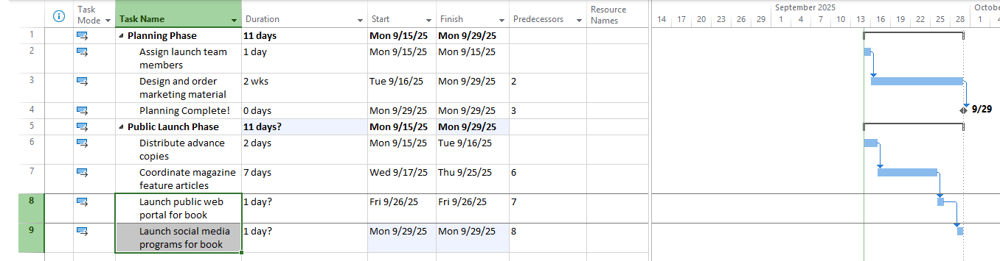 Task Mode Task Name Duration Start Finish Predecessors Resource Names
1 Planning Phase 11 days Mon 9/15/25 Mon 9/29/25
2 Assign launch team members 1 day Mon 9/15/25 Mon 9/15/25
3 Design and order marketing material 2 wks Tue 9/16/25 Mon 9/29/25 2
4 Planning Complete! 0 days Mon 9/29/25 Mon 9/29/25 3
5 Public Launch Phase 11 days? Mon 9/15/25 Mon 9/29/25
6 Distribute advance copies 2 days Mon 9/15/25 Tue 9/16/25
7 Coordinate magazine feature articles 7 days Wed 9/17/25 Thu 9/25/25 6
8 Launch public web portal for book 1 day? Fri 9/26/25 Fri 9/26/25 7
9 Launch social media programs for book 1 day? Mon 9/29/25 Mon 9/29/25 8
September 2025 Octobe
14 17 20 23 26 29 1 4 7 10 13 16 19 22 25 28 1 4
9/29